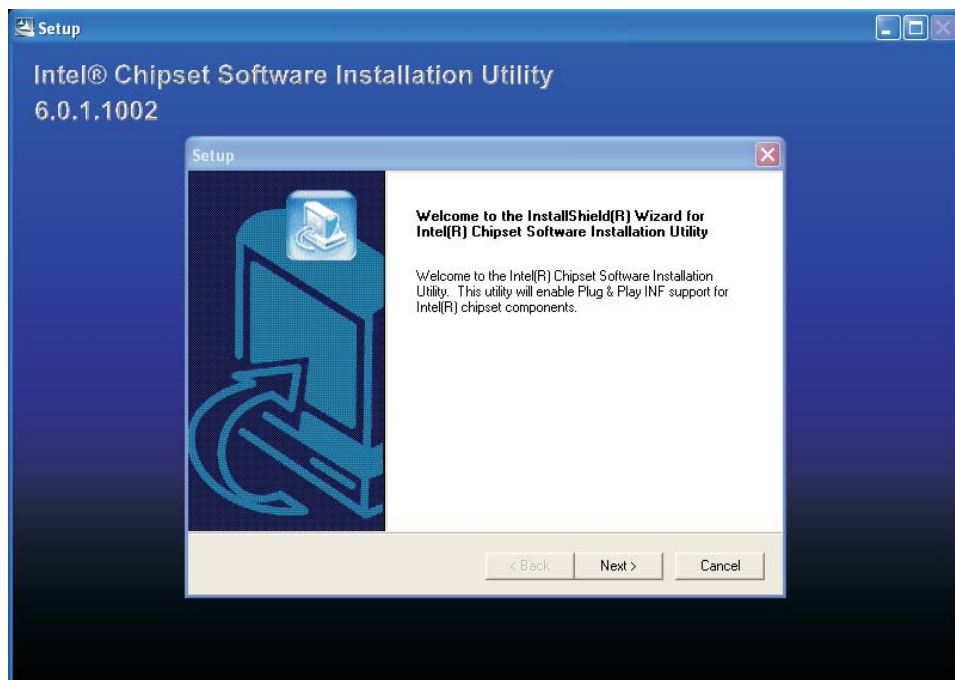 Setup
Intel® Chipset Software Installation Utility
6.0.1.1002
Setup
Welcome to the InstallShield(R) Wizard for
Intel(R) Chipset Software Installation Utility
Welcome to the Intel(R) Chipset Software Installation
Utility. This utility will enable Plug & Play INF support for
Intel(R) chipset components.
< Back
Next >
Cancel